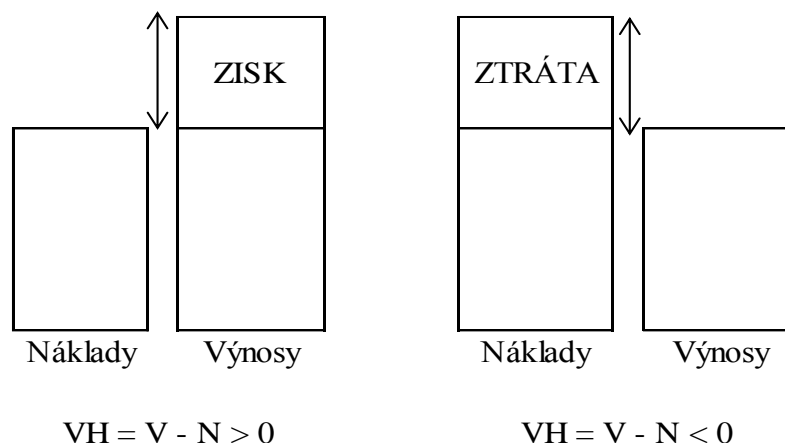 ZISK
ZTRÁTA
Náklady Výnosy Náklady Výnosy
VH = V - N > 0 VH = V - N < 0